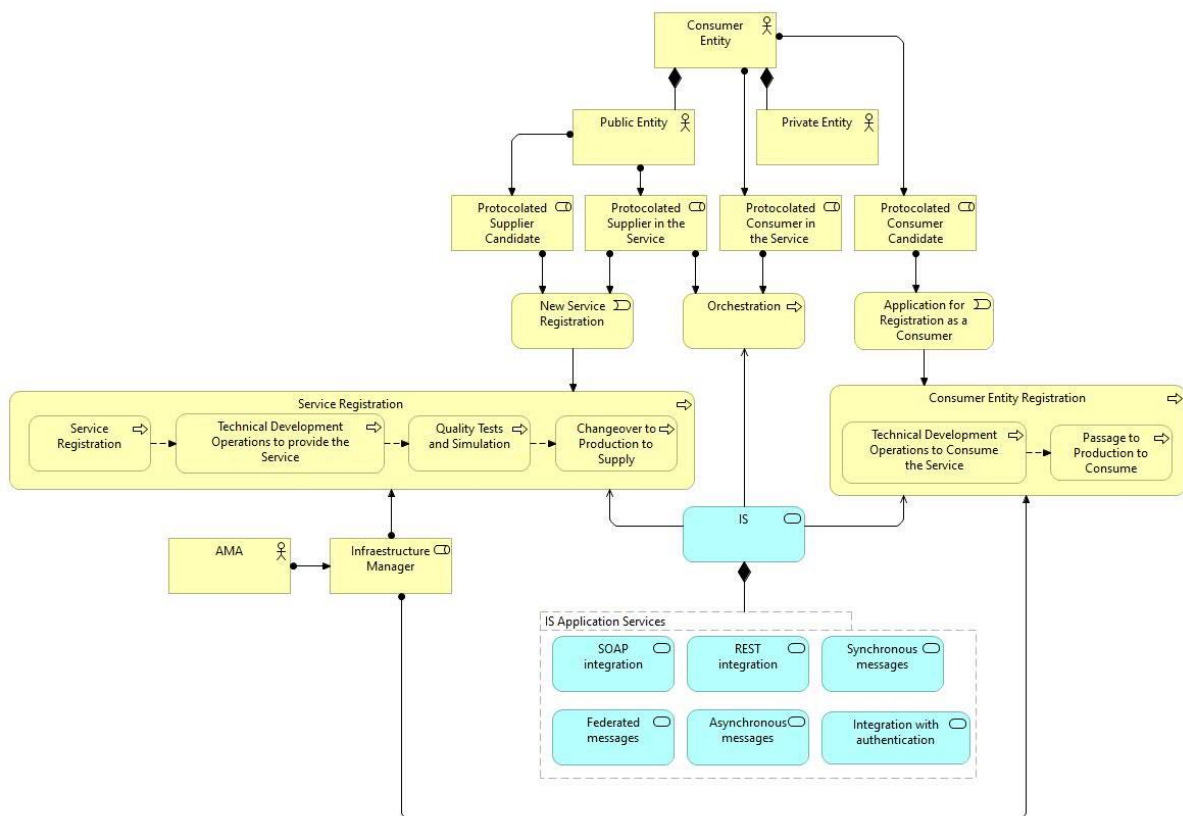 Consumer
Entity
Public Entity
Private Entity
Protocolated
Supplier
Candidate
Protocolated
Supplier in the
Service
Protocolated
Consumer in
the Service
Protocolated
Consumer
Candidate
New Service
Registration
Orchestration
Application for
Registration as a
Consumer
Service Registration
Service
Registration
Technical Development
Operations to provide the
Service
Quality Tests
and Simulation
Changeover to
Production to
Supply
Consumer Entity Registration
Technical Development
Operations to Consume
the Service
Passage to
Production to
Consume
IS
AMA
Infraestructure
Manager
IS Application Services
SOAP
integration
REST
integration
Synchronous
messages
Federated
messages
Asynchronous
messages
Integration with
authentication